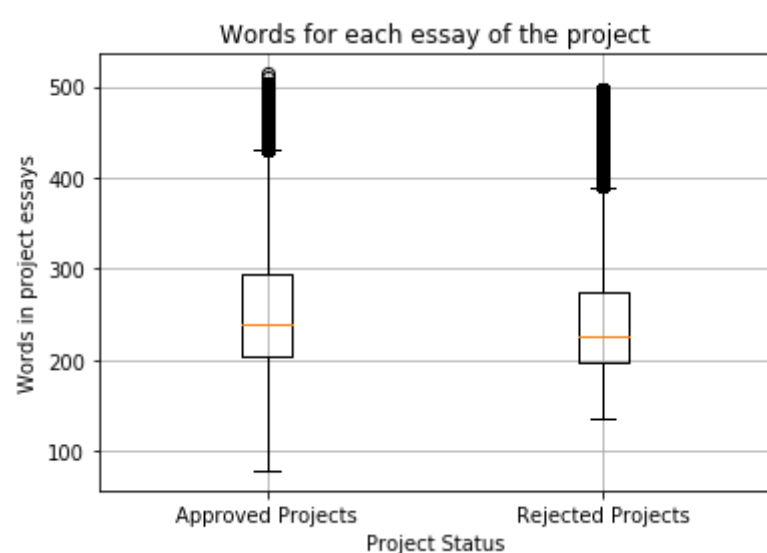 Words for each essay of the project
Words in project essays
500
400
300
200
100
Approved Projects
Rejected Projects
Project Status